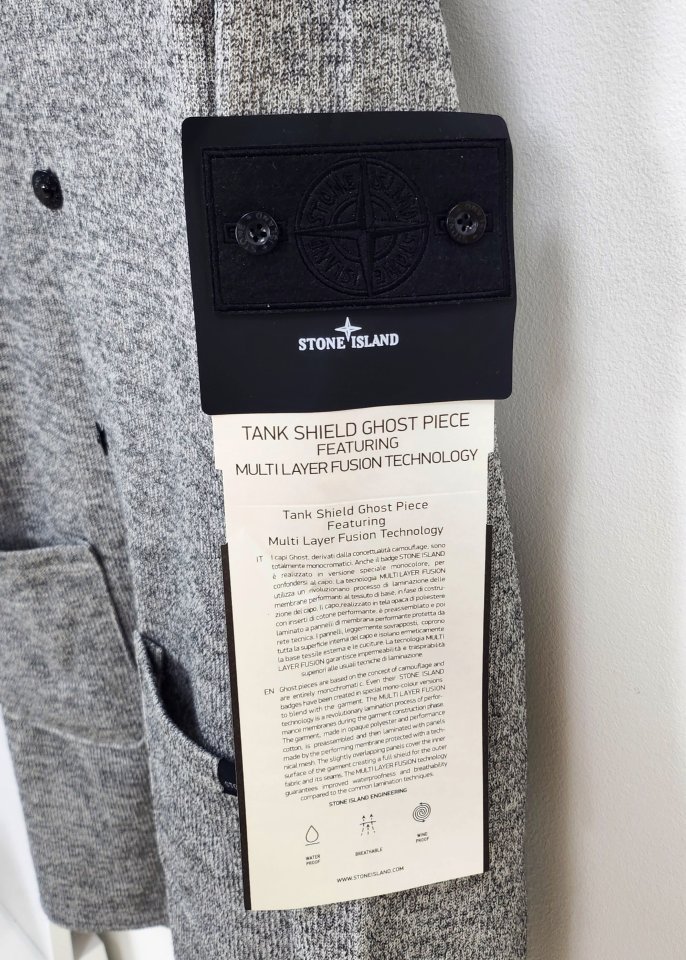 STONE ISLAND
STONE ISLAND
TANK SHIELD GHOST PIECE
FEATURING
MULTI LAYER FUSION TECHNOLOGY
Tank Shield Ghost Piece
Featuring
Multi Layer Fusion Technology
IT I capi Ghost, derivati dalla concettualità camouflage, sono
totalmente monocromatici. Anche il badge STONE ISLAND
è realizzato in versione speciale monocolore, per
confondersi al capo. La tecnologia MULTI LAYER FUSION
utilizza un rivoluzionario processo di laminazione delle
membrane performanti al tessuto di base, in fase di costru-
zione del capo. Il capo, realizzato in tela opaca di poliestere
con inserti di cotone performante, è preassemblato e poi
laminato a pannelli di membrana performante protetta da
rete tecnica. I pannelli, leggermente sovrapposti, coprono
tutta la superficie interna del capo e isolano ermeticamente
la base tessile esterna e le cuciture. La tecnologia MULTI
LAYER FUSION garantisce impermeabilità e traspirabilità
superiori alle usuali tecniche di laminazione.
EN Ghost pieces are based on the concept of camouflage and
are entirely monochromatic. Even their STONE ISLAND
badges have been created in special mono-colour versions
to blend with the garment. The MULTI LAYER FUSION
technology is a revolutionary lamination process of perfor-
mance membranes during the garment construction phase.
The garment, made in opaque polyester and performance
cotton, is preassembled and then laminated with panels
made by the performing membrane protected with a tech-
nical mesh. The slightly overlapping panels cover the inner
surface of the garment creating a full shield for the outer
fabric and its seams. The MULTI LAYER FUSION technology
guarantees improved waterproofness and breathability
compared to the common lamination techniques.
STONE ISLAND ENGINEERING
WATER
PROOF
BREATHABLE
WIND
PROOF
WWW.STONEISLAND.COM